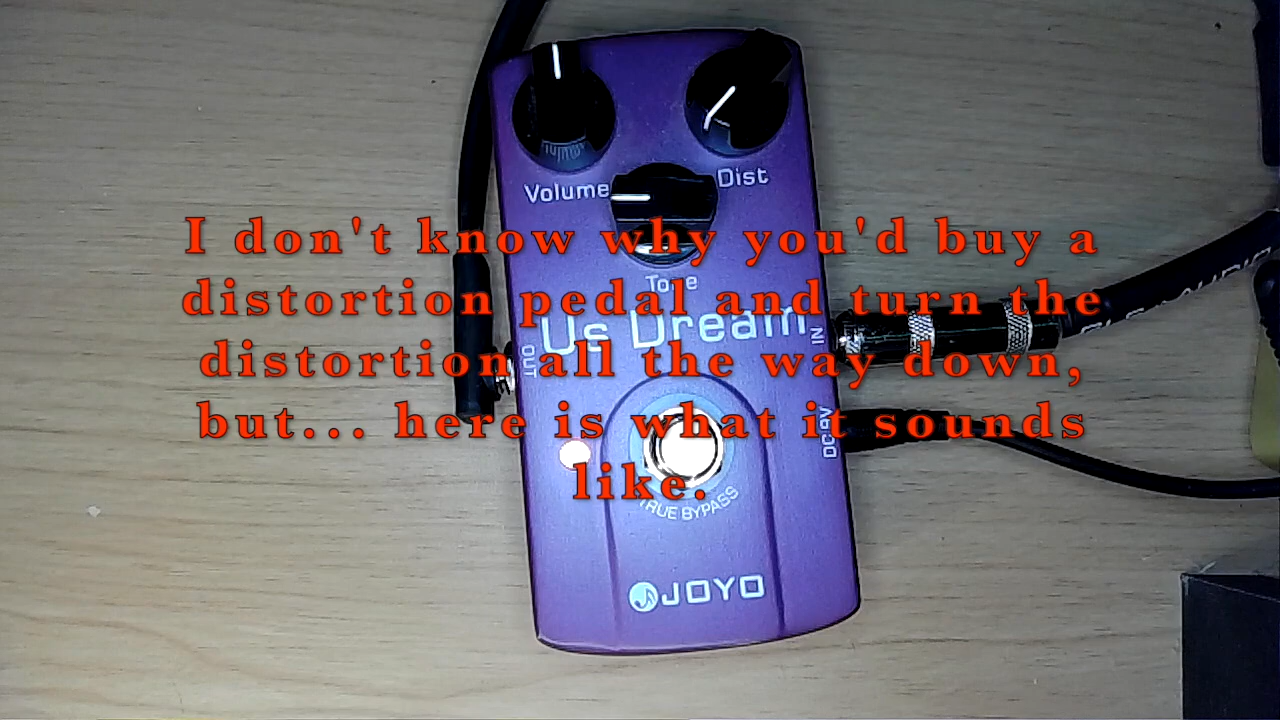 Volume
Dist
Tone
I don't know why you'd buy a
distortion pedal and turn the
distortion all the way down,
but... here is what it sounds
like.
Us Dream
IN
OUT
DC9V
TRUE BYPASS
JOYO